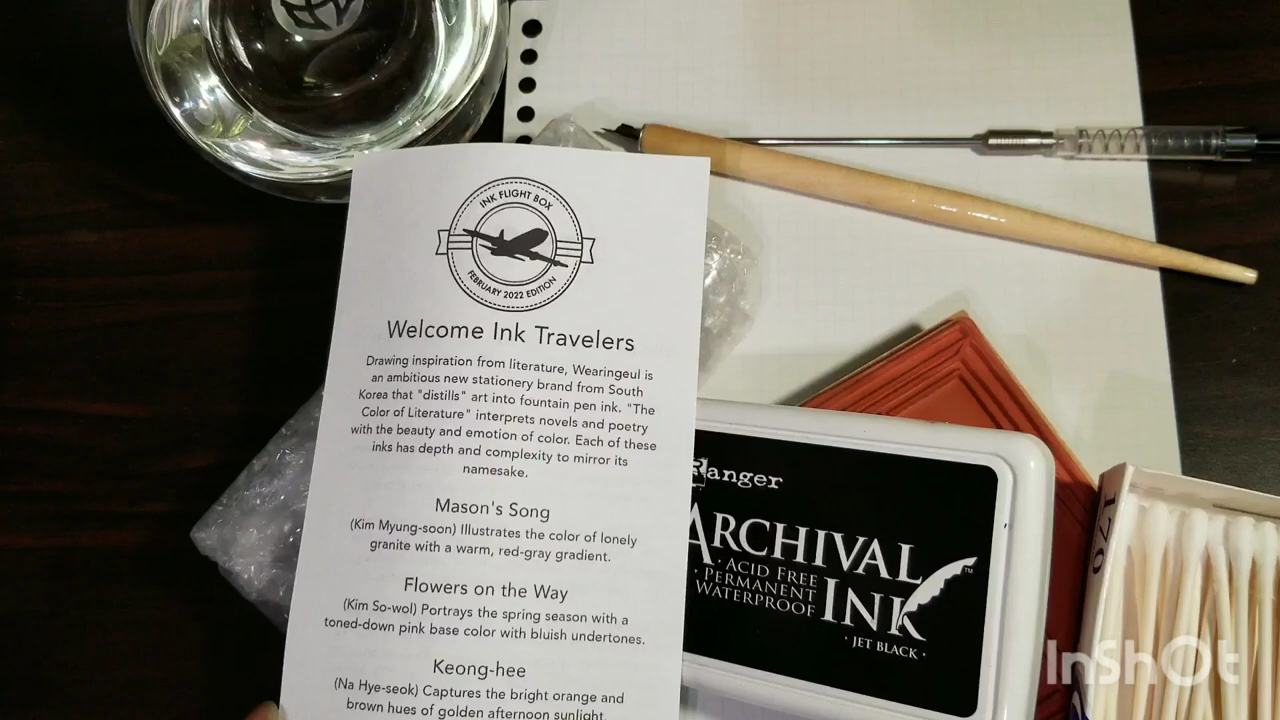 INK FLIGHT BOX
FEBRUARY 2022 EDITION
Welcome Ink Travelers
Drawing inspiration from literature, Wearingeul is
an ambitious new stationery brand from South
Korea that "distills" art into fountain pen ink. "The
Color of Literature" interprets novels and poetry
with the beauty and emotion of color. Each of these
inks has depth and complexity to mirror its
namesake.
Mason's Song
(Kim Myung-soon) Illustrates the color of lonely
granite with a warm, red-gray gradient.
Flowers on the Way
(Kim So-wol) Portrays the spring season with a
toned-down pink base color with bluish undertones.
Keong-hee
(Na Hye-seok) Captures the bright orange and
brown hues of golden afternoon sunlight.
Ranger
ARCHIVAL
INK
™
· ACID FREE
· PERMANENT
WATERPROOF
· JET BLACK ·
170
InShOt